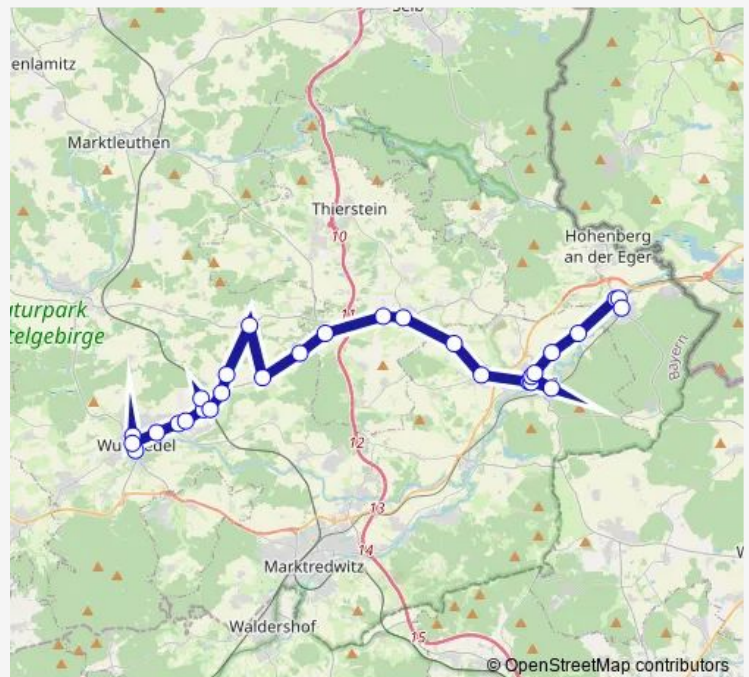 enlamitz
Marktleuthen
Thierstein
10
Hohenberg
an der Eger
11
turpark
telgebirge
Bayern
12
13
14
Marktredwitz
Waldershof
15
© OpenStreetMap contributors